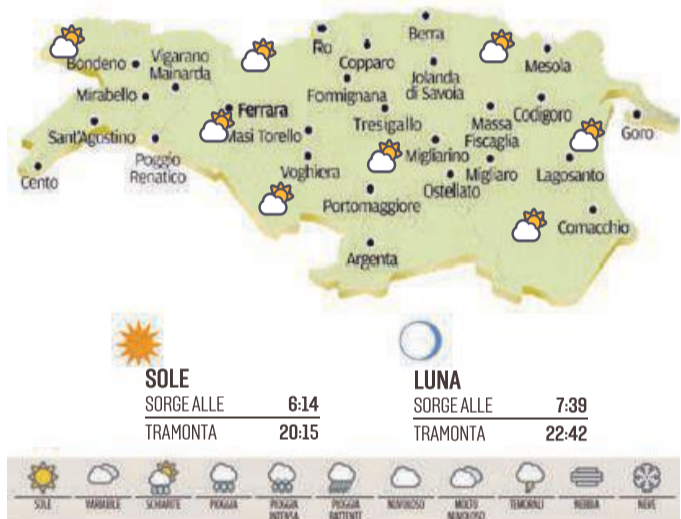 Berra
Ro
Copparo
Bondeno
Vigarano
Mainarda
Mesola
Jolanda
di Savoia
Mirabello
Formignana
Ferrara
Codigoro
Tresigallo
Massa
Fiscaglia
Goro
Sant'Agostino
Masi Torello
Migliarino
Poggio
Renatico
Voghiera
Migliaro
Lagosanto
Cento
Ostellato
Portomaggiore
Comacchio
Argenta
SOLE
SORGE ALLE 6:14
TRAMONTA 20:15
LUNA
SORGE ALLE 7:39
TRAMONTA 22:42
SOLE
VARIABILE
SCHIARITE
PIOGGIA
PIOGGIA
INTENSA
PIOGGIA
BATTENTE
NUVOLOSO
MOLTO
NUVOLOSO
TEMORALI
NEBBIA
NEVE